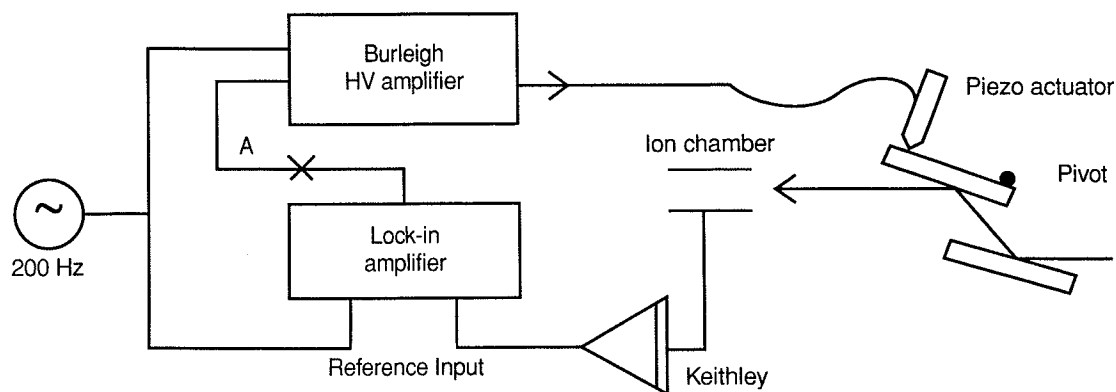 Burleigh
HV amplifier
Piezo actuator
A
Ion chamber
Pivot
~
Lock-in
amplifier
200 Hz
Reference Input
Keithley